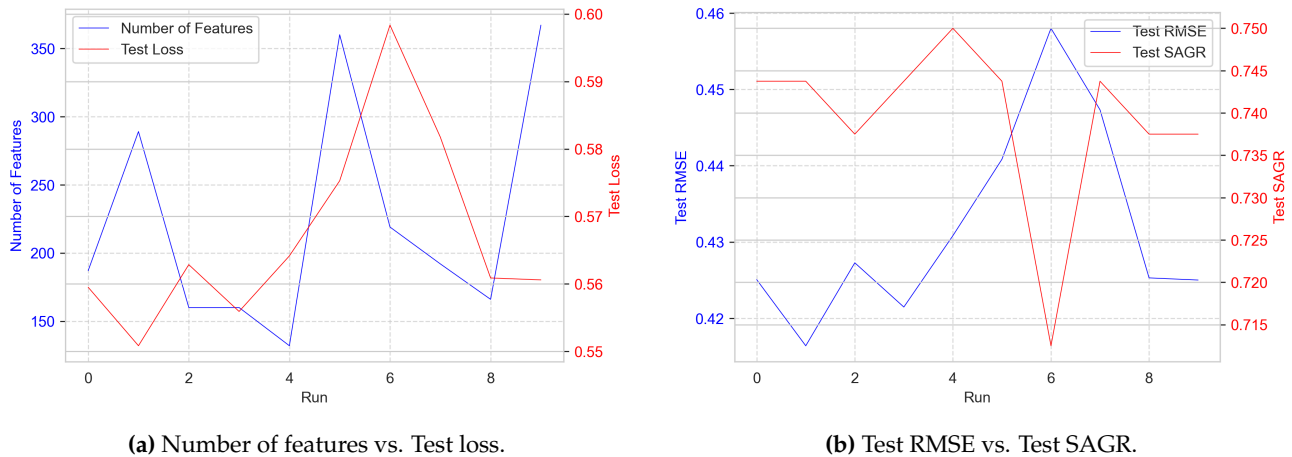 Number of Features
Test Loss
350
300
250
200
150
Number of Features
0.60
0.59
0.58
0.57
0.56
0.55
Test Loss
0 2 4 6 8
Run
(a) Number of features vs. Test loss.
Test RMSE
Test SAGR
0.46
0.45
0.44
0.43
0.42
Test RMSE
0.750
0.745
0.740
0.735
0.730
0.725
0.720
0.715
Test SAGR
0 2 4 6 8
Run
(b) Test RMSE vs. Test SAGR.